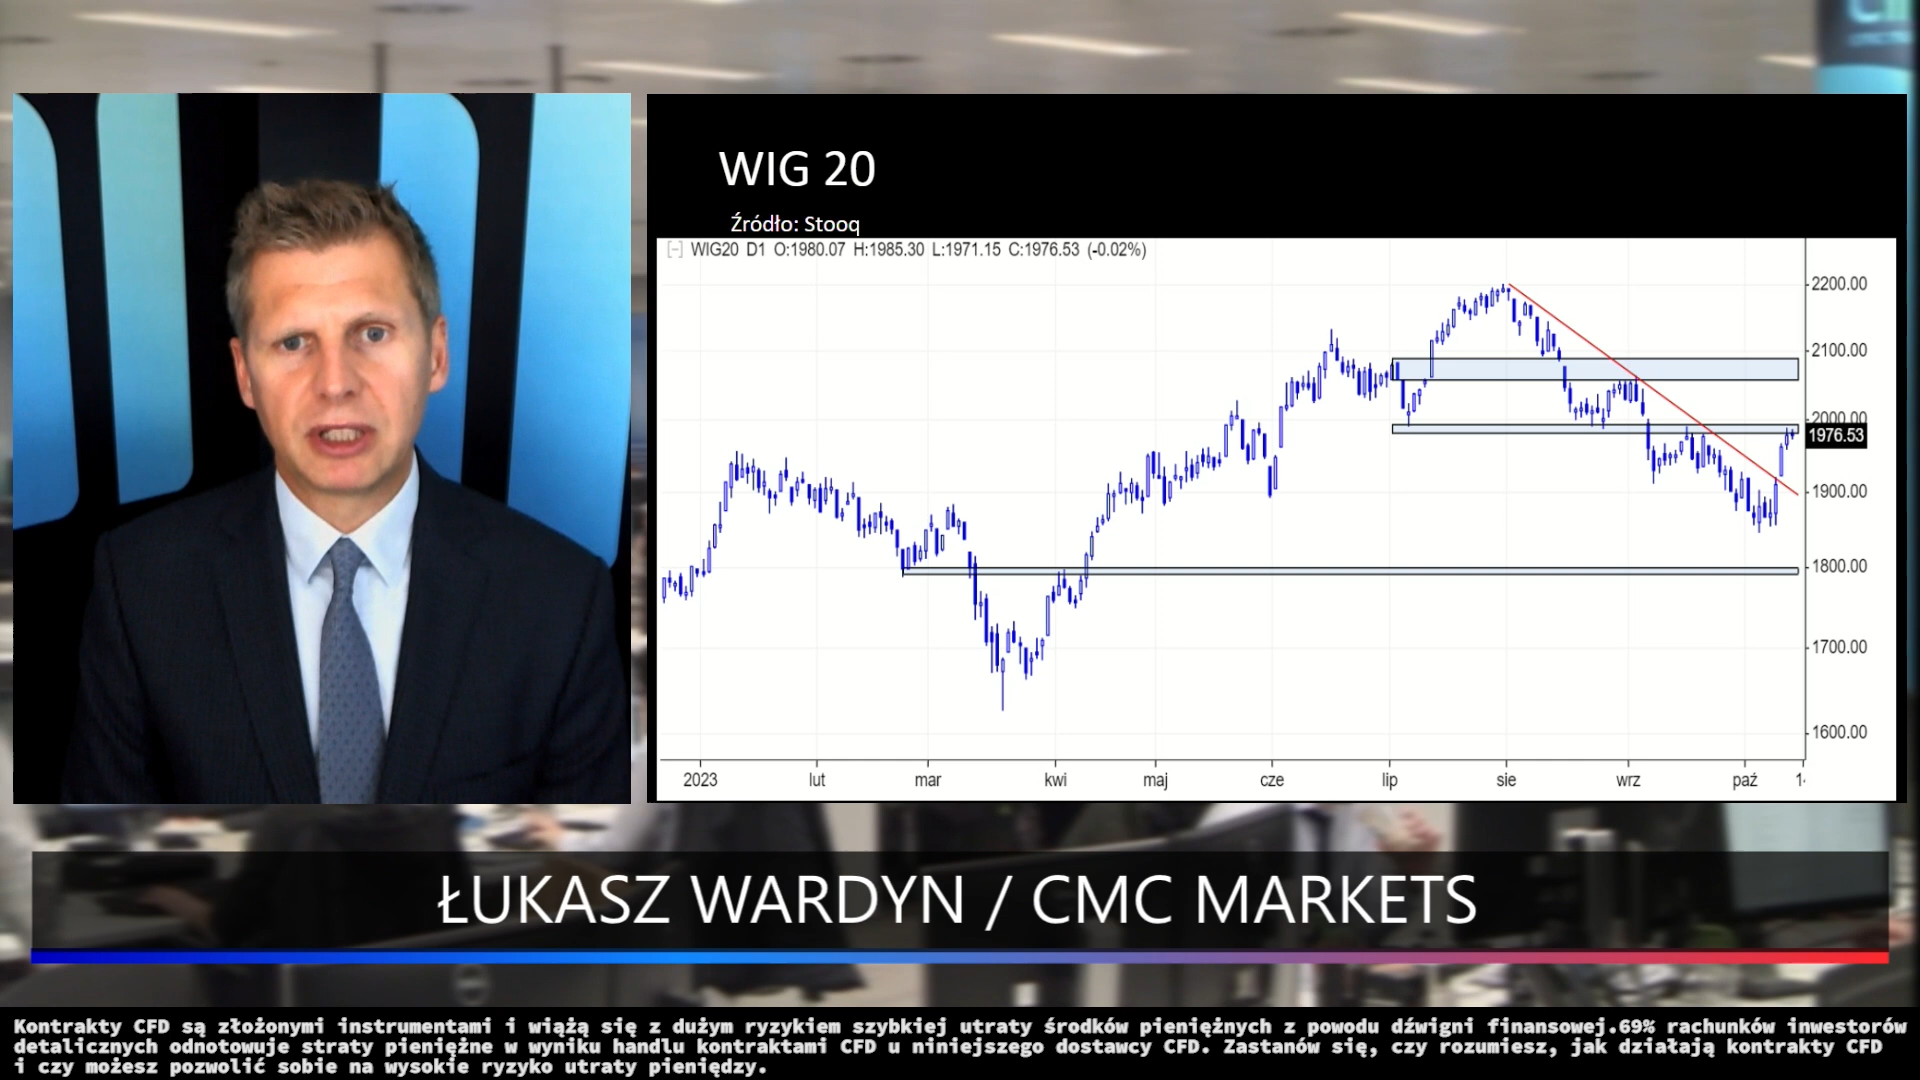 WIG 20
Źródło: Stooq
[-] WIG20 D1 O:1980.07 H:1985.30 L:1971.15 C:1976.53 (-0.02%)
2200.00
2100.00
2000.00
1976.53
1900.00
1800.00
1700.00
1600.00
2023 lut mar kwi maj cze lip sie wrz paź
ŁUKASZ WARDYN / CMC MARKETS
Kontrakty CFD są złożonymi instrumentami i wiążą się z dużym ryzykiem szybkiej utraty środków pieniężnych z powodu dźwigni finansowej.69% rachunków inwestorów
detalicznych odnotowuje straty pieniężne w wyniku handlu kontraktami CFD u niniejszego dostawcy CFD. Zastanów się, czy rozumiesz, jak działają kontrakty CFD
i czy możesz pozwolić sobie na wysokie ryzyko utraty pieniędzy.